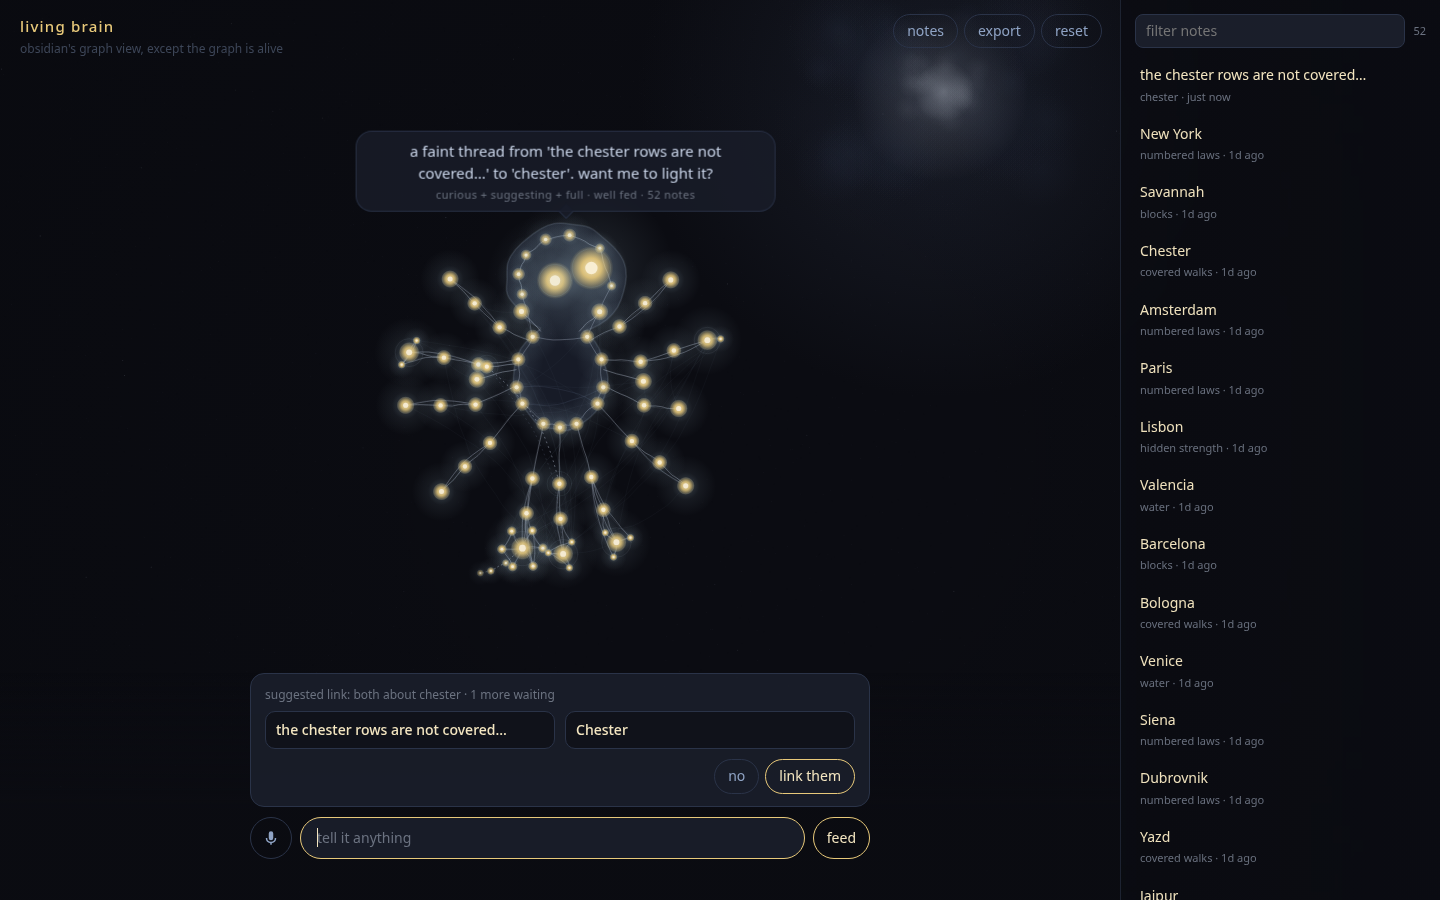 living brain
obsidian's graph view, except the graph is alive
notes
export
reset
a faint thread from 'the chester rows are not
covered...' to 'chester'. want me to light it?
curious + suggesting + full · well fed · 52 notes
suggested link: both about chester · 1 more waiting
the chester rows are not covered...
Chester
no
link them
tell it anything
feed
filter notes
52
the chester rows are not covered...
chester · just now
New York
numbered laws · 1d ago
Savannah
blocks · 1d ago
Chester
covered walks · 1d ago
Amsterdam
numbered laws · 1d ago
Paris
numbered laws · 1d ago
Lisbon
hidden strength · 1d ago
Valencia
water · 1d ago
Barcelona
blocks · 1d ago
Bologna
covered walks · 1d ago
Venice
water · 1d ago
Siena
numbered laws · 1d ago
Dubrovnik
numbered laws · 1d ago
Yazd
covered walks · 1d ago
Jaipur